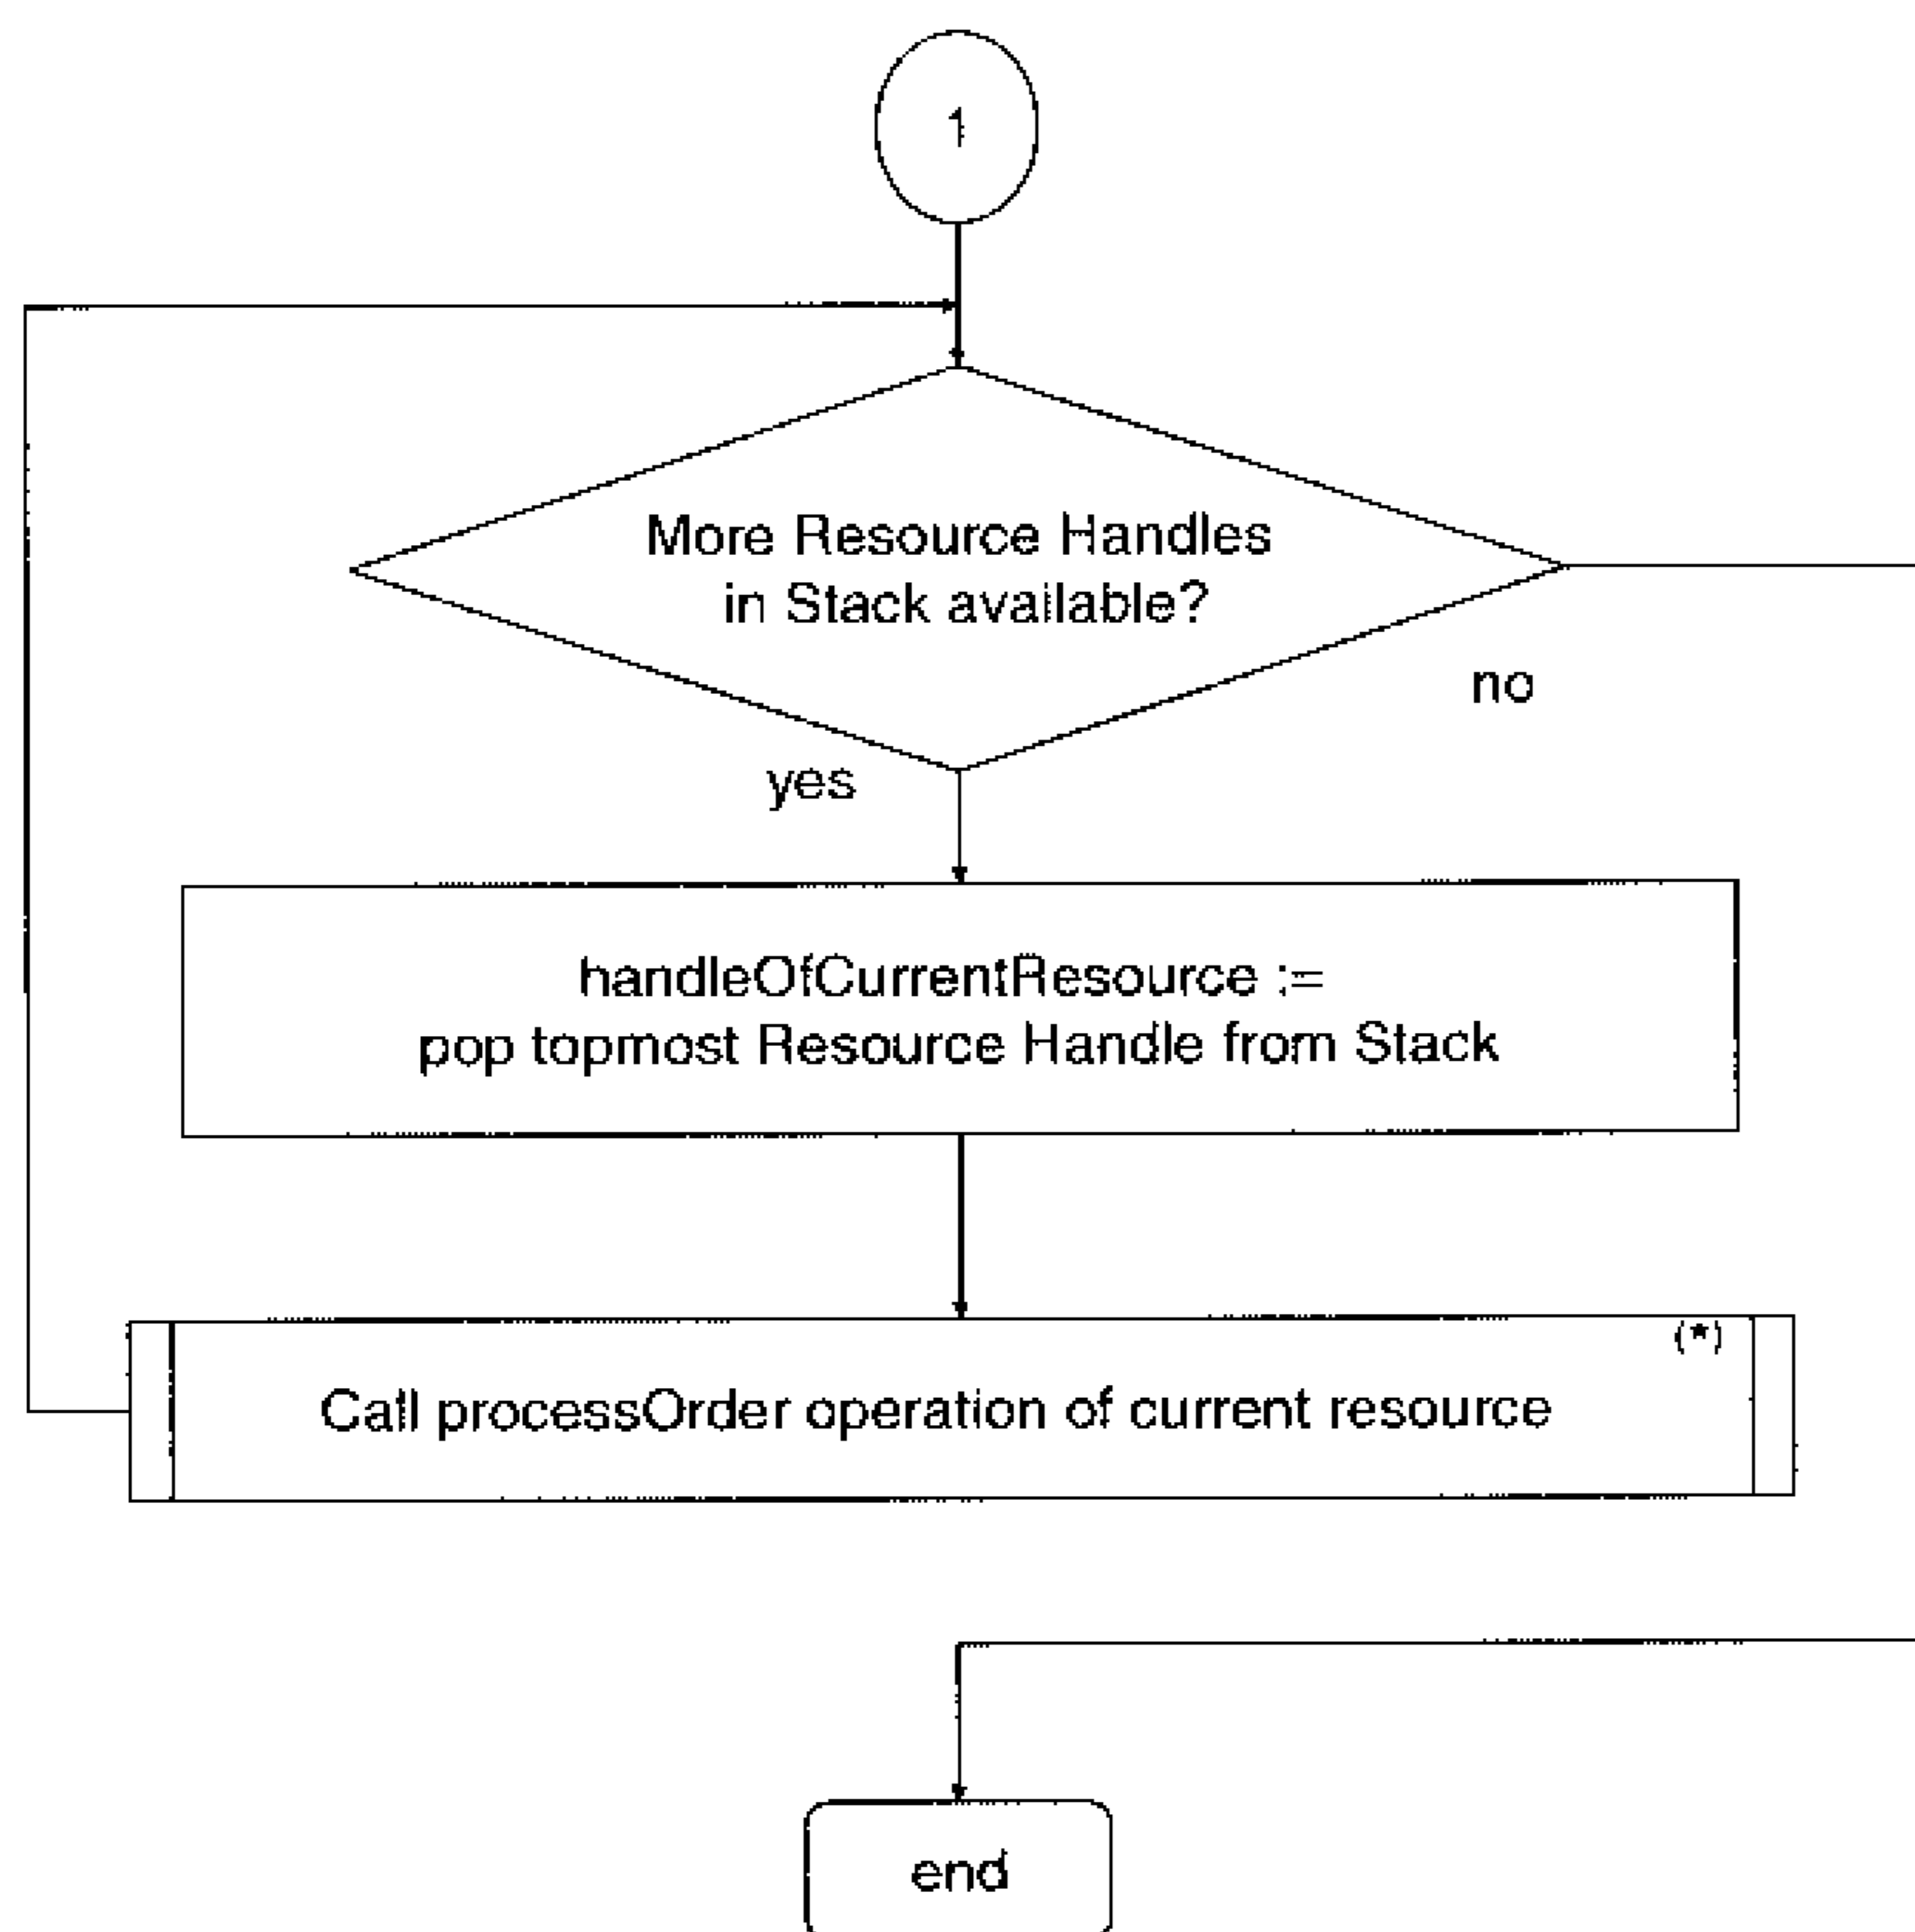 1
More Resource Handles
in Stack available?
no
yes
handleOfCurrentResource :=
pop topmost Resource Handle from Stack
(*)
Call processOrder operation of current resource
end